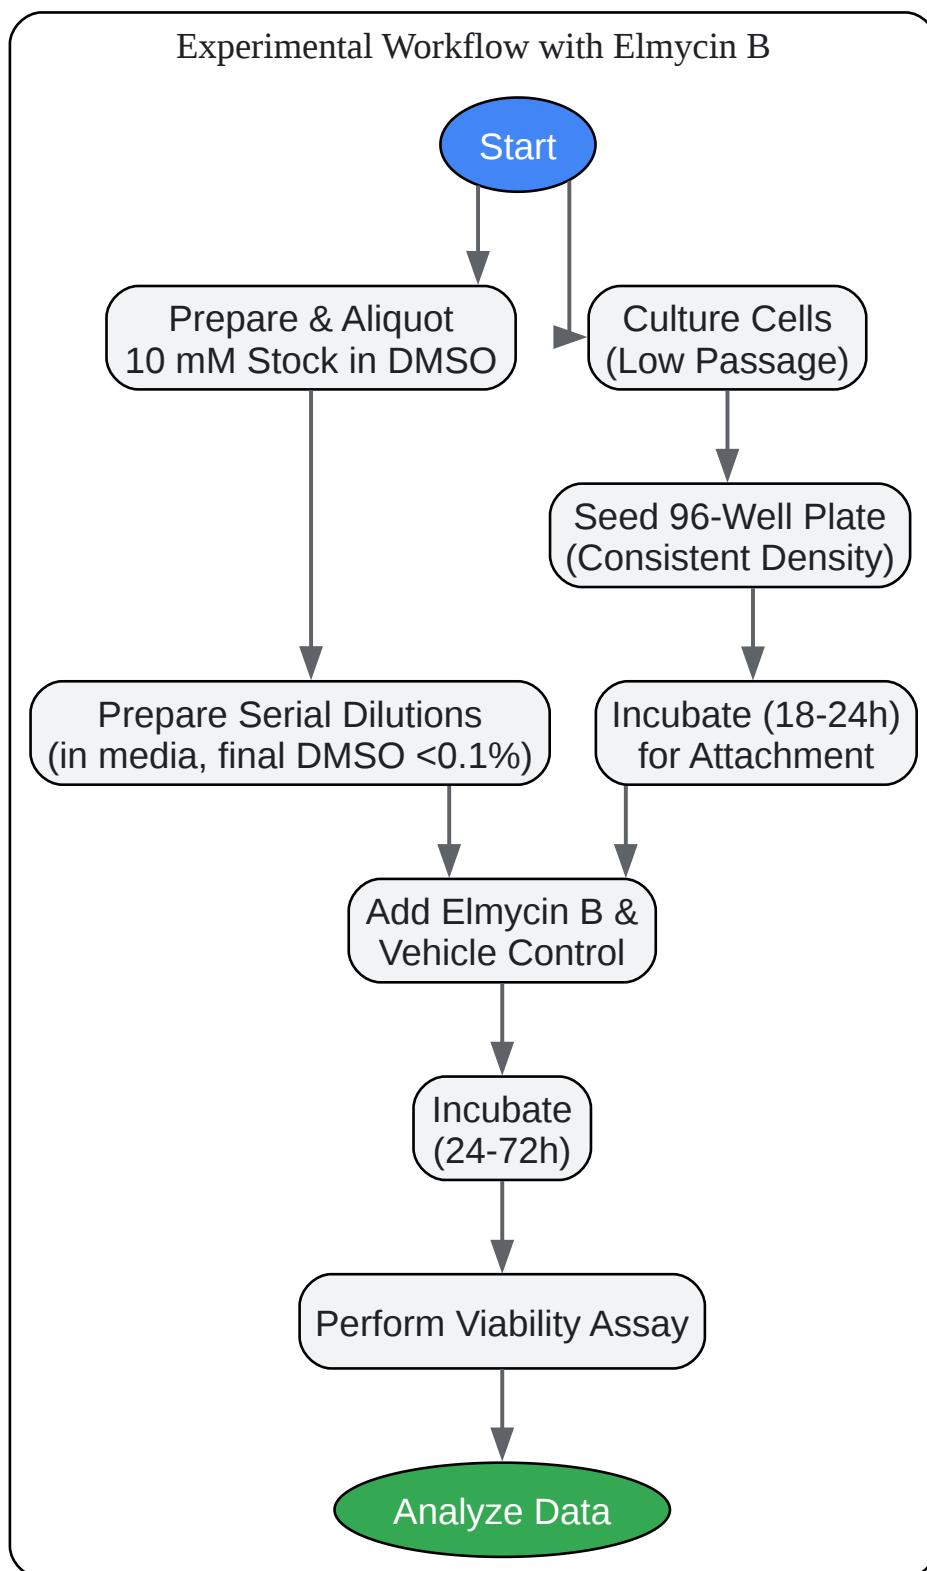 Experimental Workflow with Elmycin B
Start
Prepare & Aliquot
10 mM Stock in DMSO
Culture Cells
(Low Passage)
Seed 96-Well Plate
(Consistent Density)
Prepare Serial Dilutions
(in media, final DMSO <0.1%)
Incubate (18-24h)
for Attachment
Add Elmycin B &
Vehicle Control
Incubate
(24-72h)
Perform Viability Assay
Analyze Data